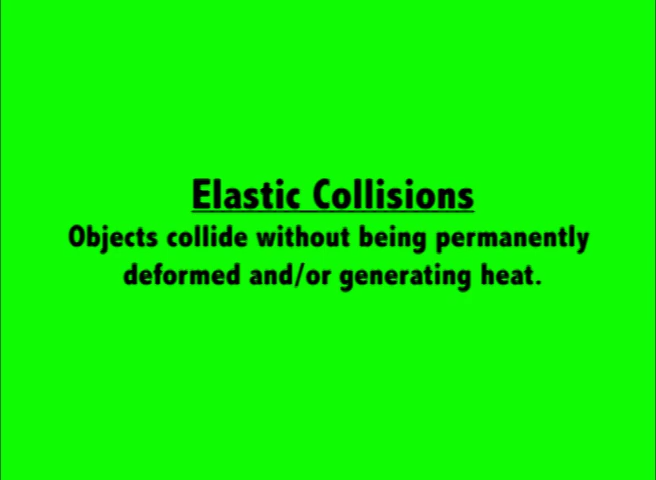 Elastic Collisions
Objects collide without being permanently
deformed and/or generating heat.